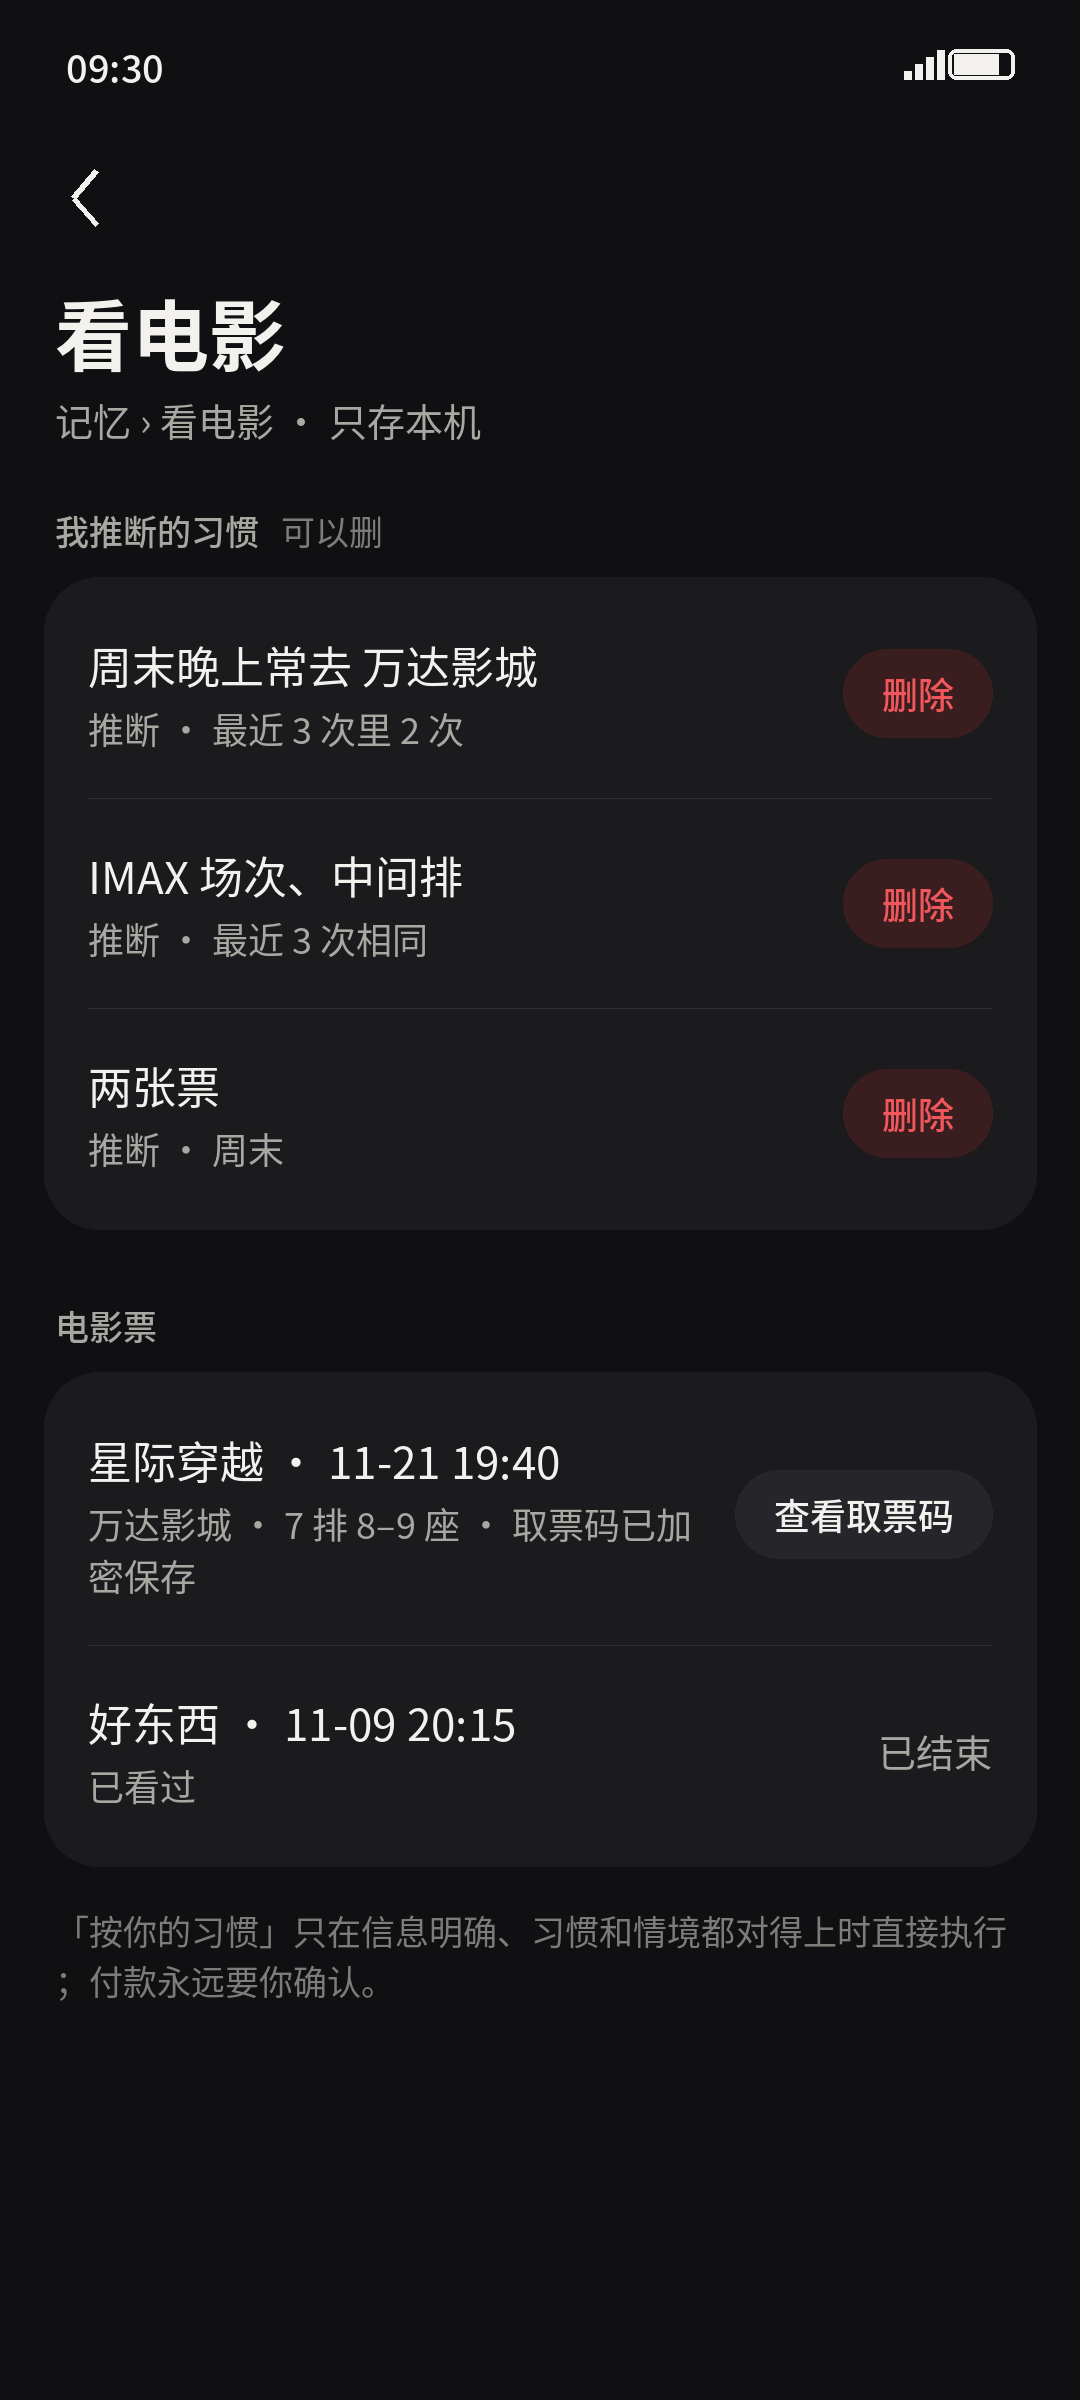 09:30
看电影
记忆 › 看电影 · 只存本机
我推断的习惯 可以删
周末晚上常去 万达影城
推断 · 最近 3 次里 2 次
删除
IMAX 场次、中间排
推断 · 最近 3 次相同
删除
两张票
推断 · 周末
删除
电影票
星际穿越 · 11-21 19:40
万达影城 · 7 排 8–9 座 · 取票码已加
密保存
查看取票码
好东西 · 11-09 20:15
已看过
已结束
「按你的习惯」只在信息明确、习惯和情境都对得上时直接执行
；付款永远要你确认。